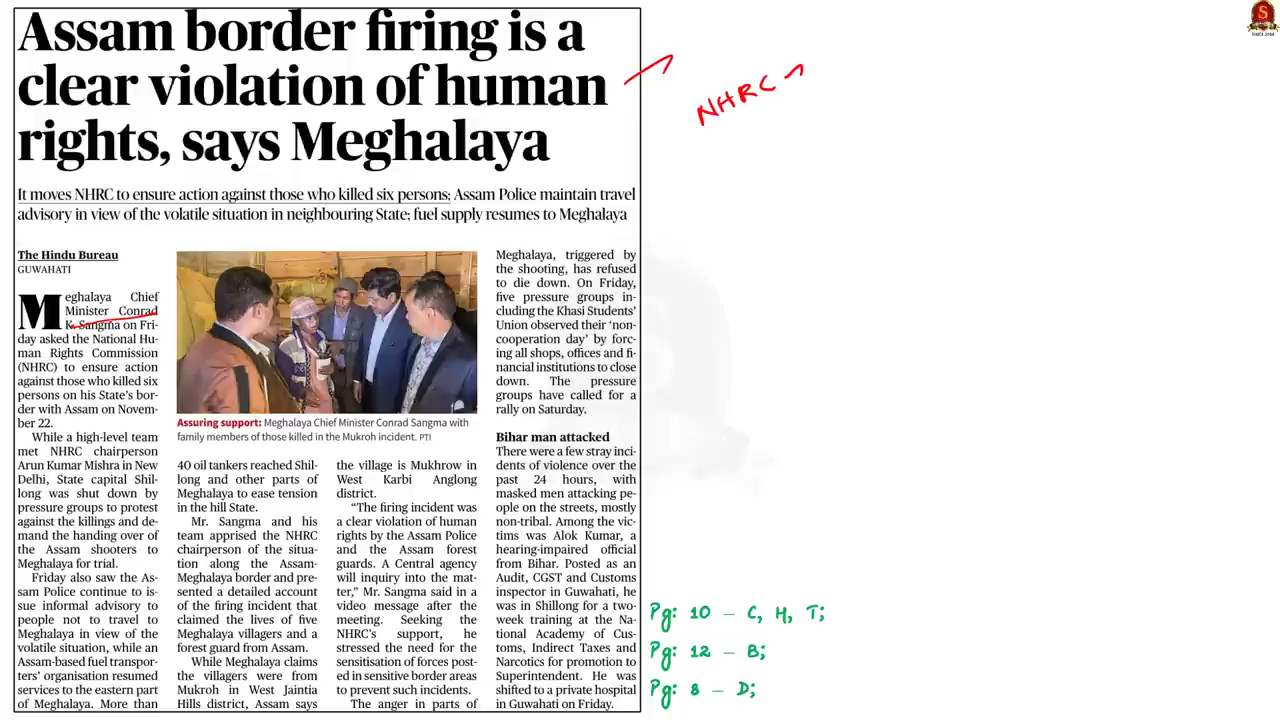 Assam border firing is a
clear violation of human
rights, says Meghalaya
It moves NHRC to ensure action against those who killed six persons; Assam Police maintain travel
advisory in view of the volatile situation in neighbouring State; fuel supply resumes to Meghalaya
The Hindu Bureau
GUWAHATI
Meghalaya Chief
Minister Conrad
K. Sangma on Fri-
day asked the National Hu-
man Rights Commission
(NHRC) to ensure action
against those who killed six
persons on his State's bor-
der with Assam on Novem-
ber 22.
While a high-level team
met NHRC chairperson
Arun Kumar Mishra in New
Delhi, State capital Shil-
long was shut down by
pressure groups to protest
against the killings and de-
mand the handing over of
the Assam shooters to
Meghalaya for trial.
Friday also saw the As-
sam Police continue to is-
sue informal advisory to
people not to travel to
Meghalaya in view of the
volatile situation, while an
Assam-based fuel transpor-
ters' organisation resumed
services to the eastern part
of Meghalaya. More than
Assuring support: Meghalaya Chief Minister Conrad Sangma with
family members of those killed in the Mukroh incident. PTI
40 oil tankers reached Shil-
long and other parts of
Meghalaya to ease tension
in the hill State.
Mr. Sangma and his
team apprised the NHRC
chairperson of the situa-
tion along the Assam-
Meghalaya border and pre-
sented a detailed account
of the firing incident that
claimed the lives of five
Meghalaya villagers and a
forest guard from Assam.
While Meghalaya claims
the villagers were from
Mukroh in West Jaintia
Hills district, Assam says
the village is Mukhrow in
West Karbi Anglong
district.
"The firing incident was
a clear violation of human
rights by the Assam Police
and the Assam forest
guards. A Central agency
will inquiry into the mat-
ter," Mr. Sangma said in a
video message after the
meeting. Seeking the
NHRC's support, he
stressed the need for the
sensitisation of forces post-
ed in sensitive border areas
to prevent such incidents.
The anger in parts of
Meghalaya, triggered by
the shooting, has refused
to die down. On Friday,
five pressure groups in-
cluding the Khasi Students'
Union observed their 'non-
cooperation day' by forc-
ing all shops, offices and fi-
nancial institutions to close
down. The pressure
groups have called for a
rally on Saturday.
Bihar man attacked
There were a few stray inci-
dents of violence over the
past 24 hours, with
masked men attacking peo-
ple on the streets, mostly
non-tribal. Among the vic-
tims was Alok Kumar, a
hearing-impaired official
from Bihar. Posted as an
Audit, CGST and Customs
inspector in Guwahati, he
was in Shillong for a two-
week training at the Na-
tional Academy of Cus-
toms, Indirect Taxes and
Narcotics for promotion to
Superintendent. He was
shifted to a private hospital
in Guwahati on Friday.
NHRC
Pg: 10 – C, H, T;
Pg: 12 – B;
Pg: 8 – D;